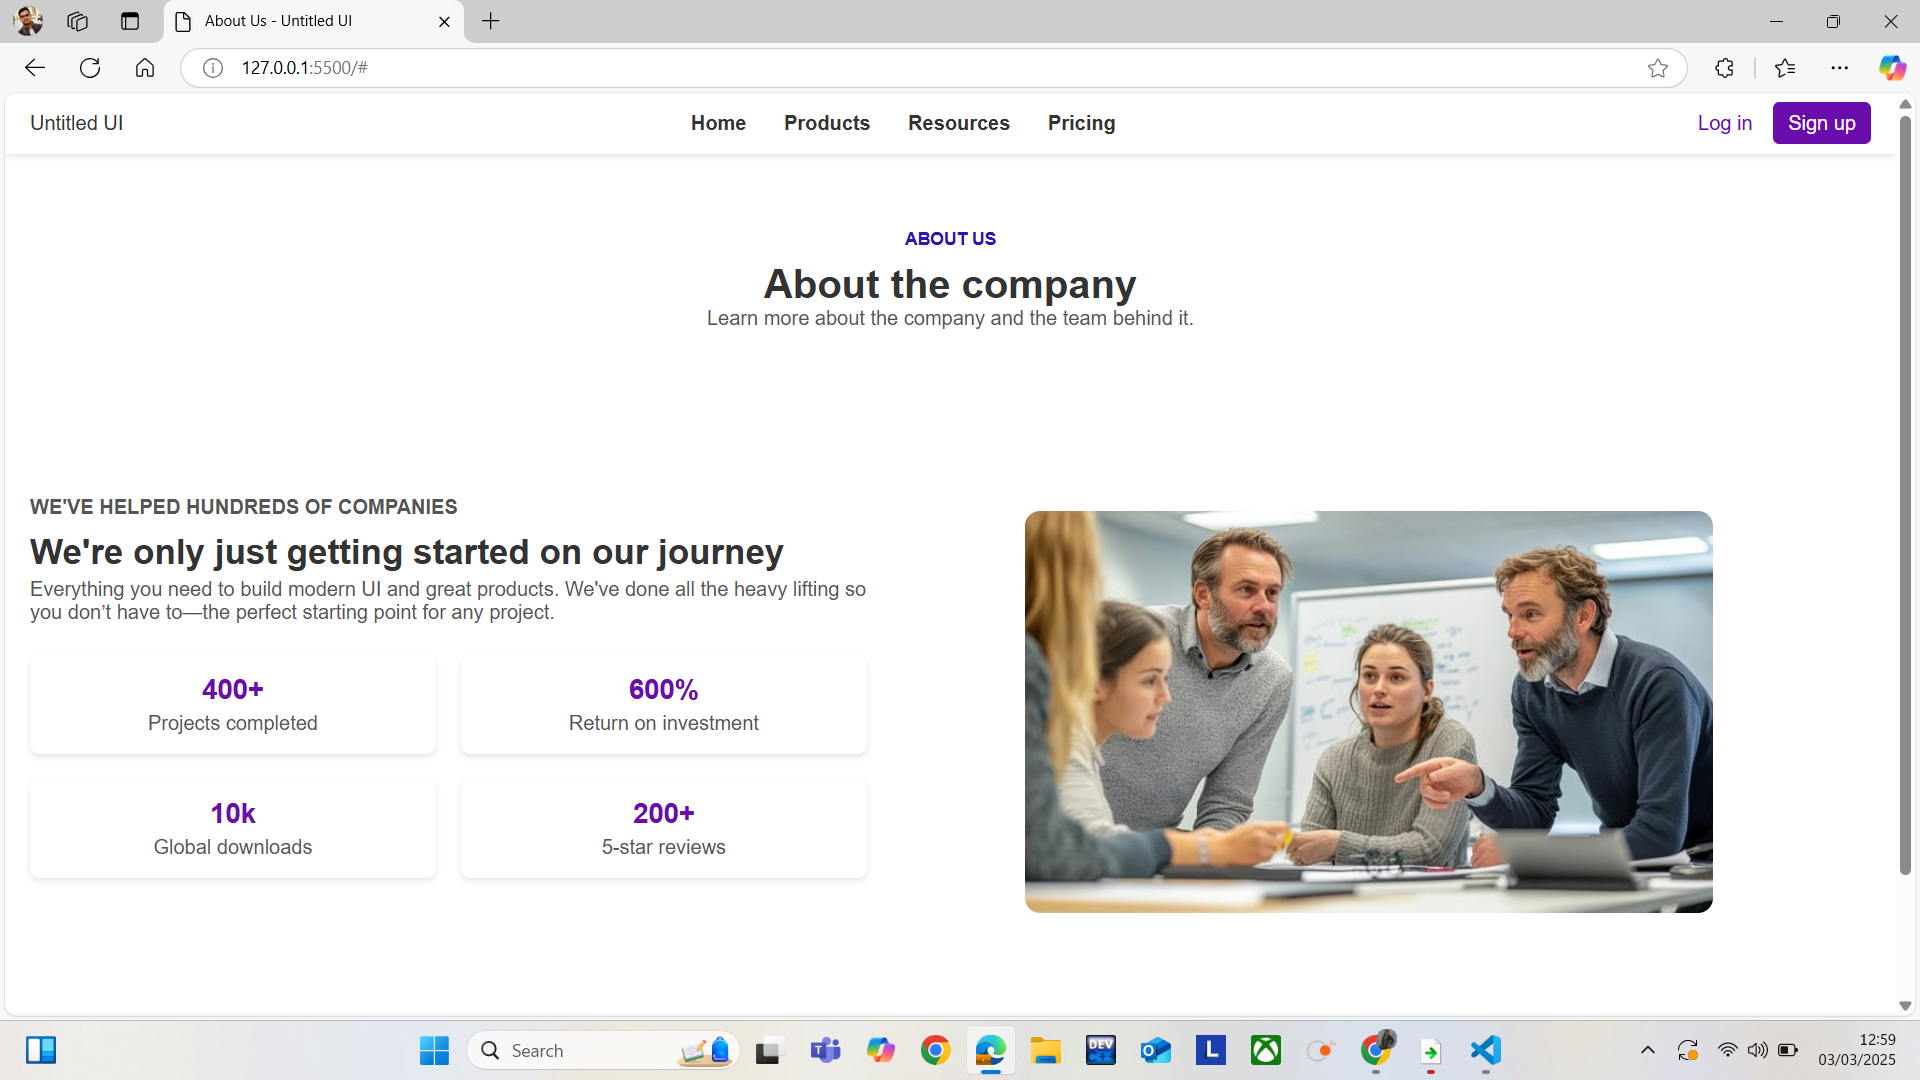 About Us - Untitled UI
127.0.0.1:5500/#
Untitled UI
Home
Products
Resources
Pricing
Log in
Sign up
ABOUT US
About the company
Learn more about the company and the team behind it.
WE'VE HELPED HUNDREDS OF COMPANIES
We're only just getting started on our journey
Everything you need to build modern UI and great products. We've done all the heavy lifting so
you don’t have to—the perfect starting point for any project.
400+
Projects completed
600%
Return on investment
10k
Global downloads
200+
5-star reviews
Search
DEV
L
12:59
03/03/2025